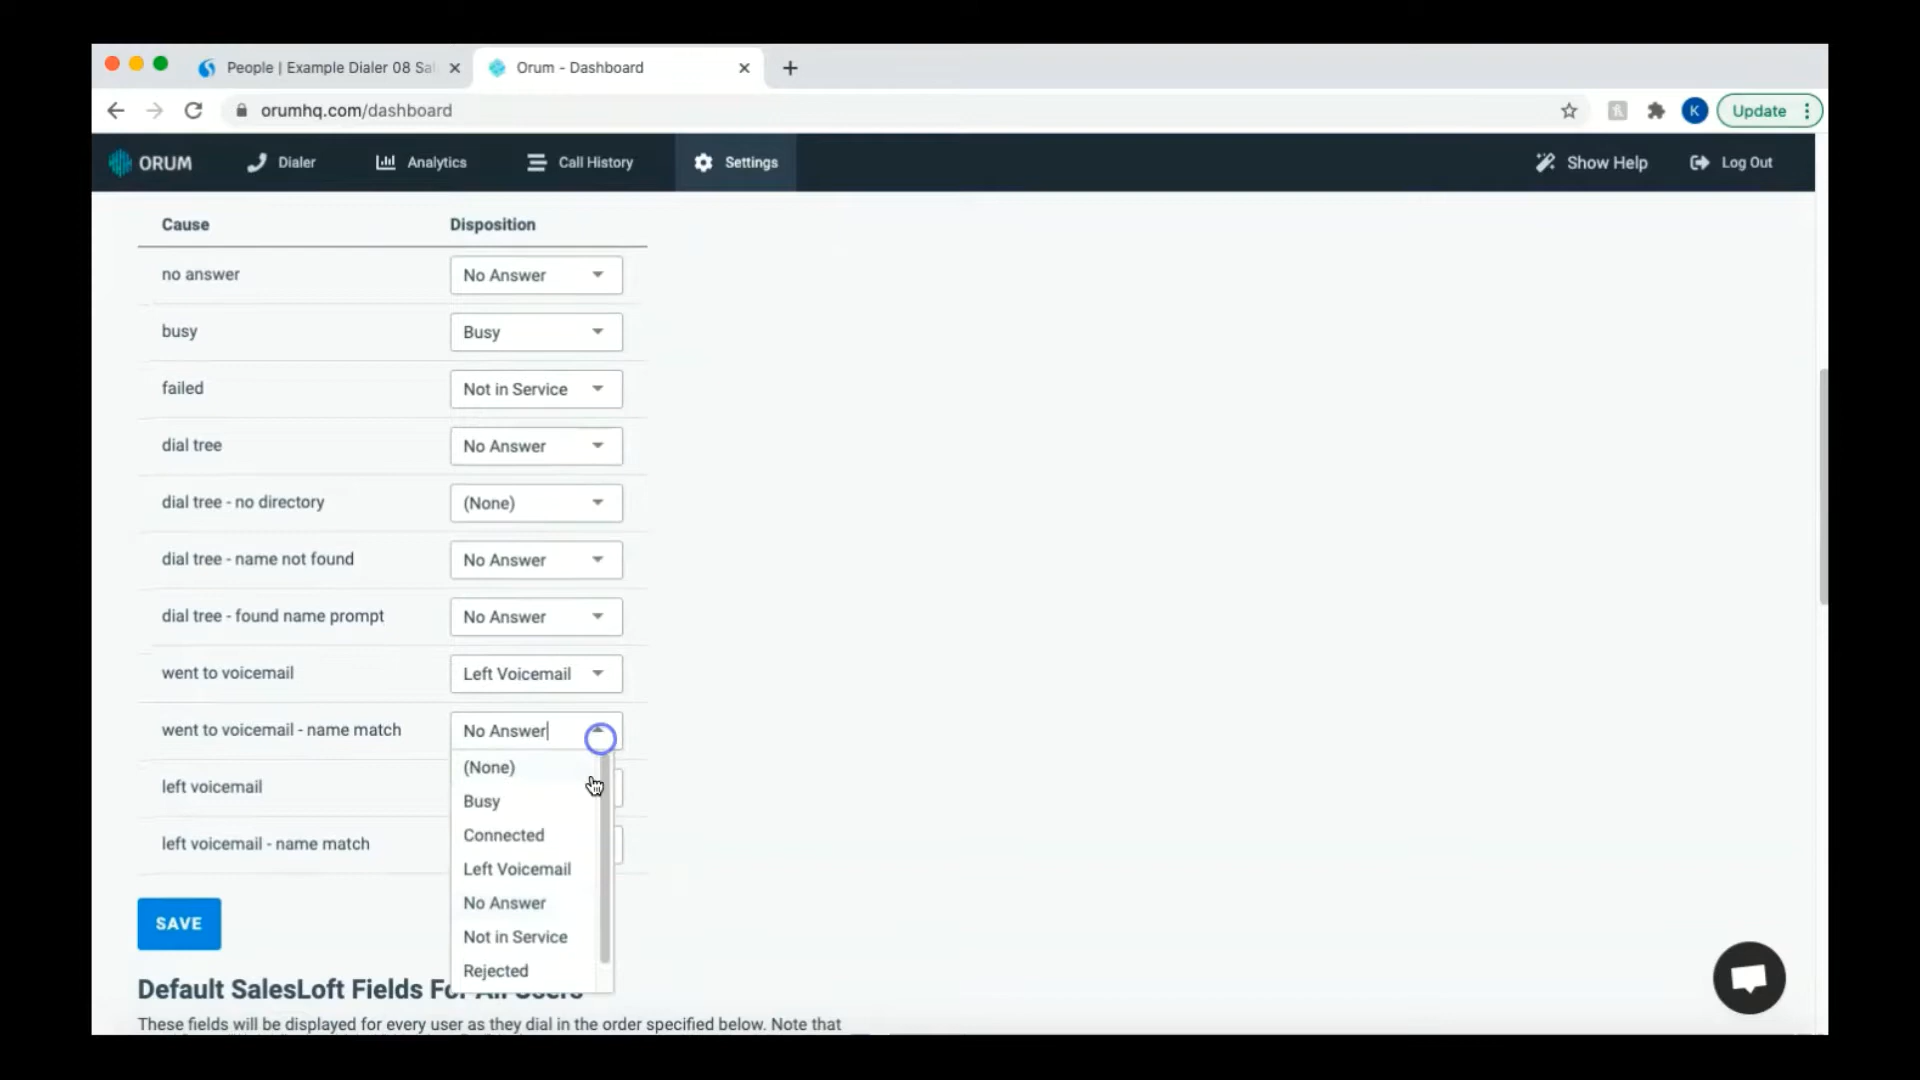 People | Example Dialer 08 Sal
Orum - Dashboard
orumhq.com/dashboard
K
Update
ORUM
Dialer
Analytics
Call History
Settings
Show Help
Log Out
Cause
Disposition
no answer
No Answer
busy
Busy
failed
Not in Service
dial tree
No Answer
dial tree - no directory
(None)
dial tree - name not found
No Answer
dial tree - found name prompt
No Answer
went to voicemail
Left Voicemail
went to voicemail - name match
No Answer
(None)
left voicemail
Busy
Connected
left voicemail - name match
Left Voicemail
No Answer
SAVE
Not in Service
Rejected
Default SalesLoft Fields For All Users
These fields will be displayed for every user as they dial in the order specified below. Note that